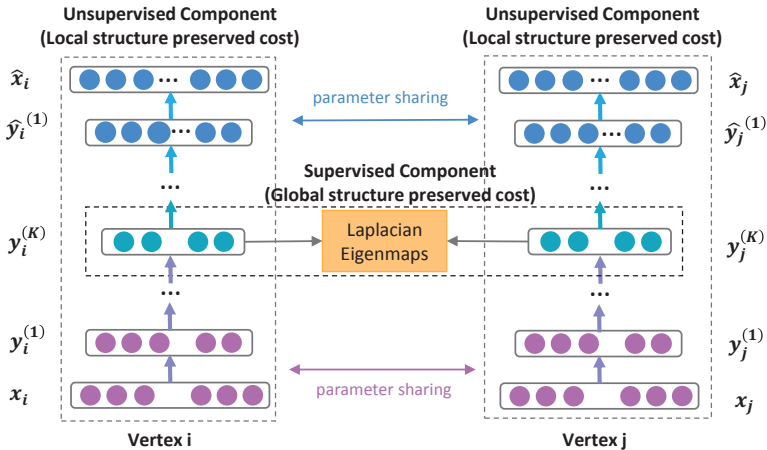 Unsupervised Component
(Local structure preserved cost)
Unsupervised Component
(Local structure preserved cost)
x̂ᵢ
...
...
x̂ⱼ
parameter sharing
ŷᵢ⁽¹⁾
...
...
ŷⱼ⁽¹⁾
...
Supervised Component
(Global structure preserved cost)
...
yᵢ⁽ᴷ⁾
Laplacian
Eigenmaps
yⱼ⁽ᴷ⁾
...
...
yᵢ⁽¹⁾
yⱼ⁽¹⁾
parameter sharing
xᵢ
xⱼ
Vertex i
Vertex j